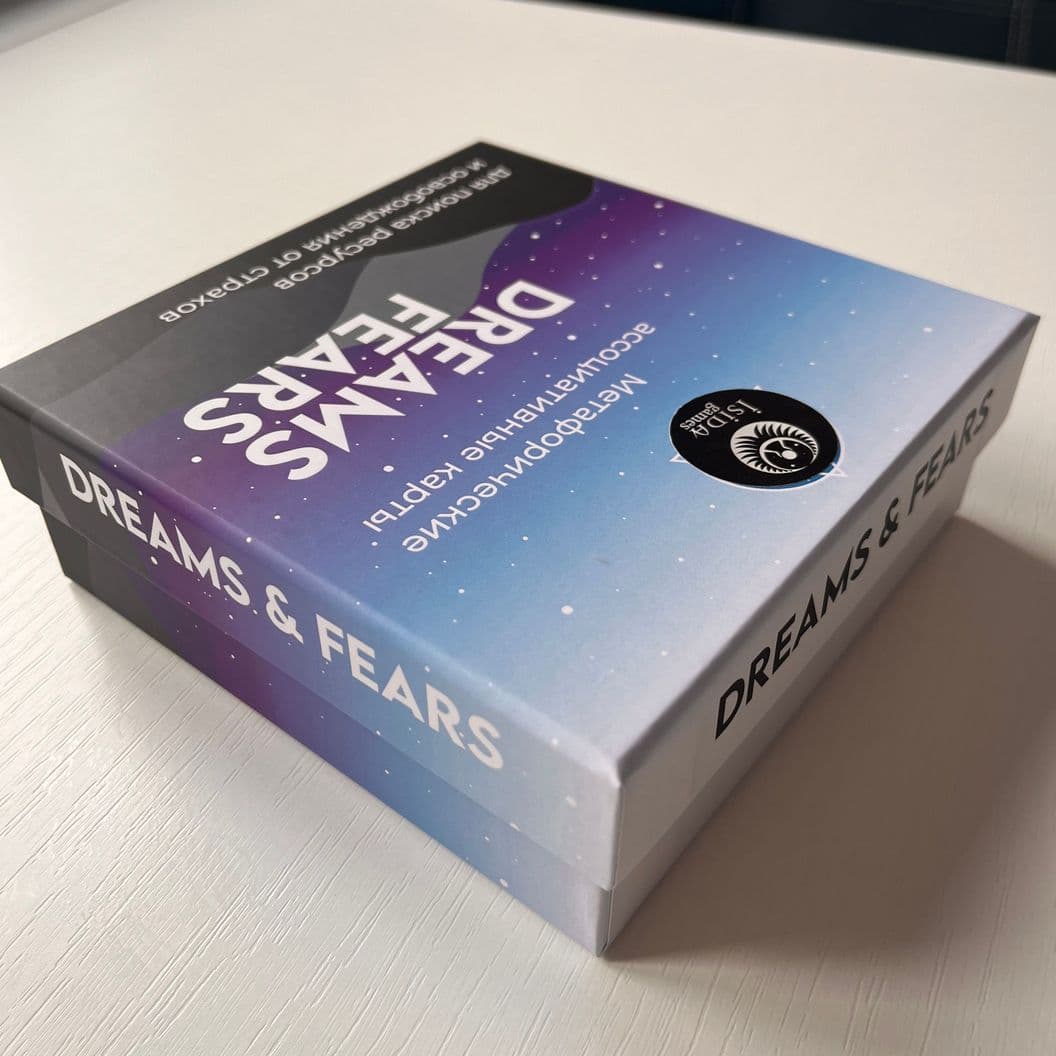 ISIDA
games
Метафорические
ассоциативные карты
DREAMS
FEARS
для поиска ресурсов
и освобождения от страхов
DREAMS & FEARS
DREAMS & FEARS